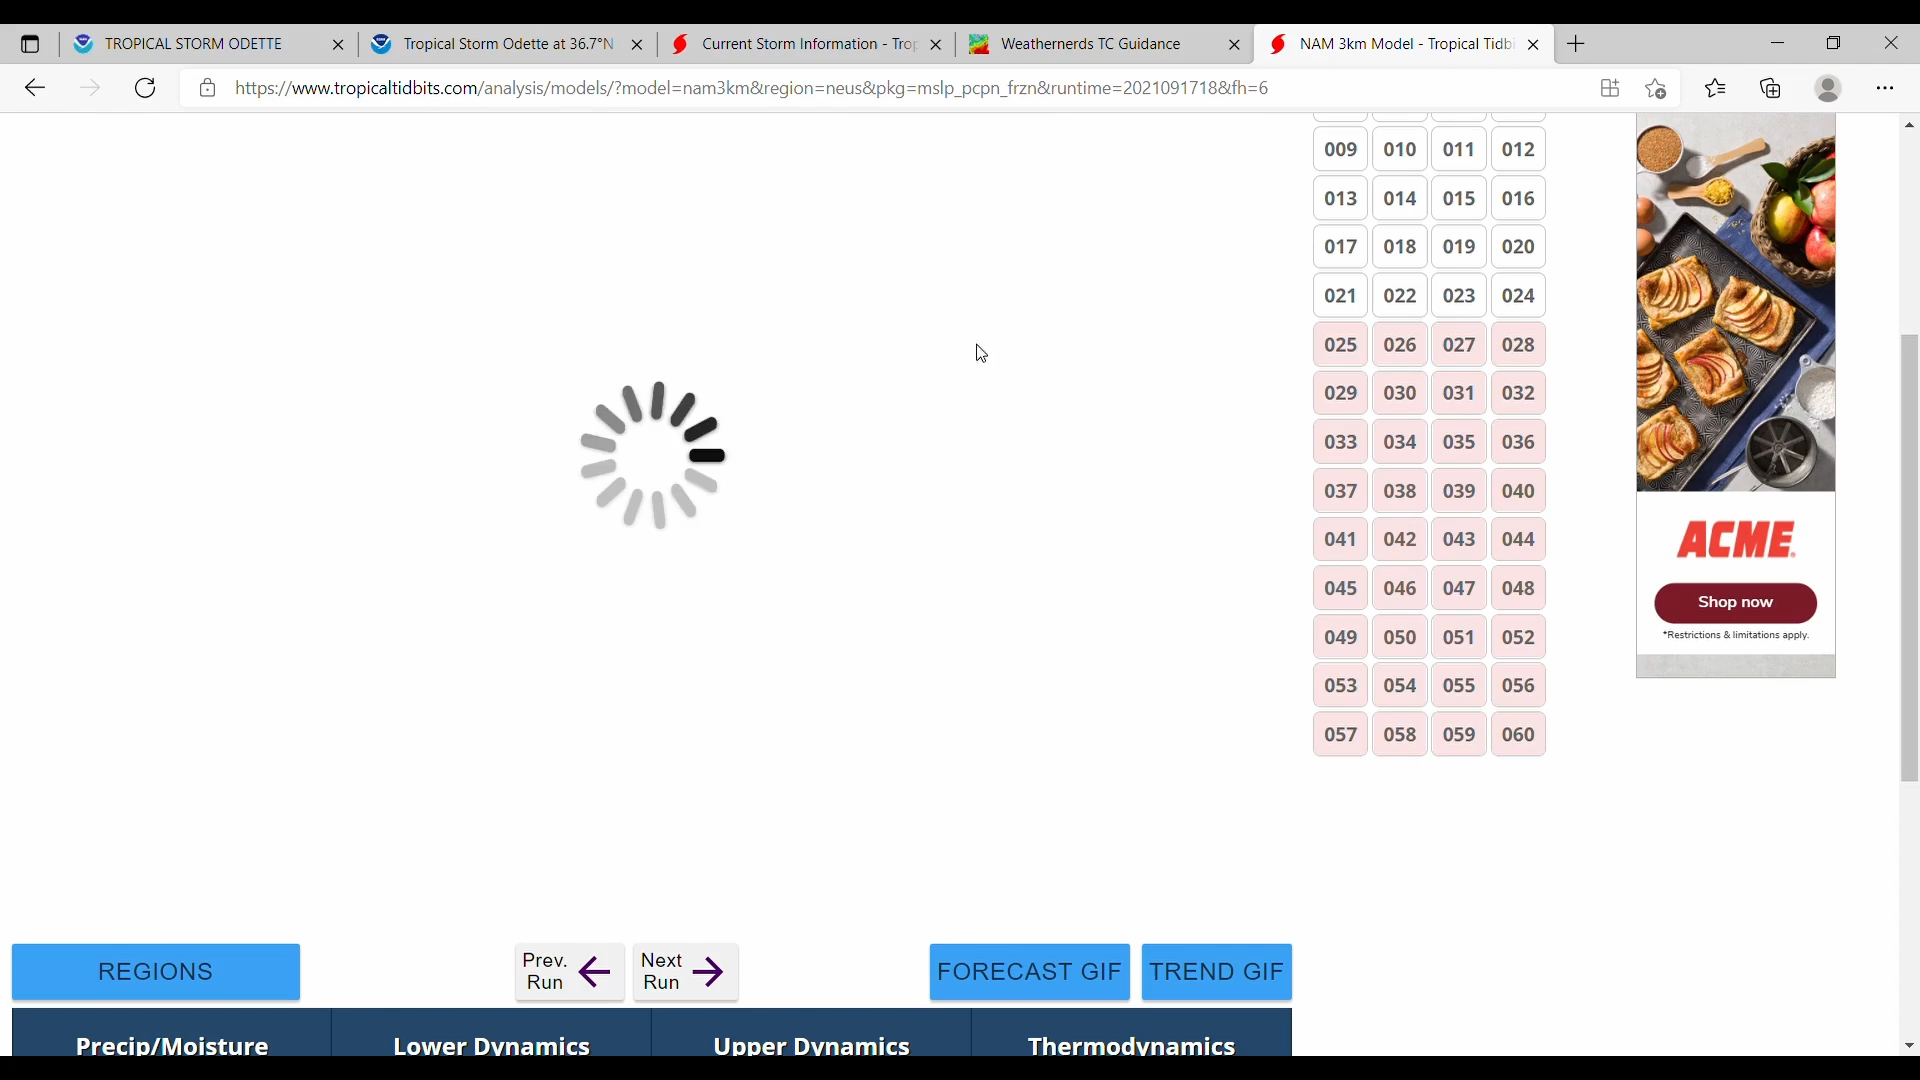 TROPICAL STORM ODETTE
Tropical Storm Odette at 36.7°N
Current Storm Information - Trop
Weathernerds TC Guidance
NAM 3km Model - Tropical Tidbi
https://www.tropicaltidbits.com/analysis/models/?model=nam3km&region=neus&pkg=mslp_pcpn_frzn&runtime=2021091718&fh=6
009 010 011 012
013 014 015 016
017 018 019 020
021 022 023 024
025 026 027 028
029 030 031 032
033 034 035 036
037 038 039 040
041 042 043 044
045 046 047 048
049 050 051 052
053 054 055 056
057 058 059 060
ACME
Shop now
*Restrictions & limitations apply.
REGIONS
Prev.
Run
Next
Run
FORECAST GIF
TREND GIF
Precip/Moisture
Lower Dynamics
Upper Dynamics
Thermodynamics